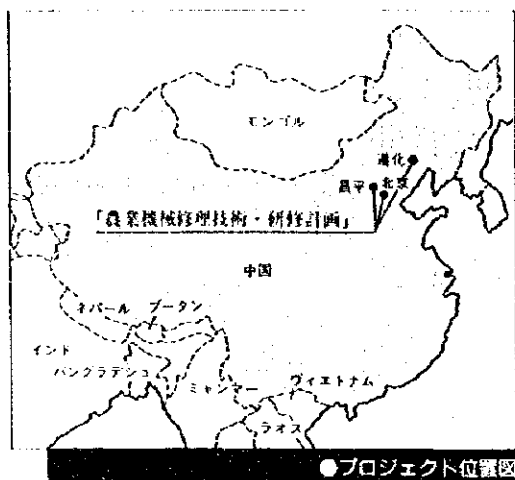 モンゴル
遵化
昌平
北京
「農業機械修理技術・研修計画」
中国
ネパール
ブータン
インド
バングラデシュ
ミャンマー
ヴィエトナム
ラオス
●プロジェクト位置図